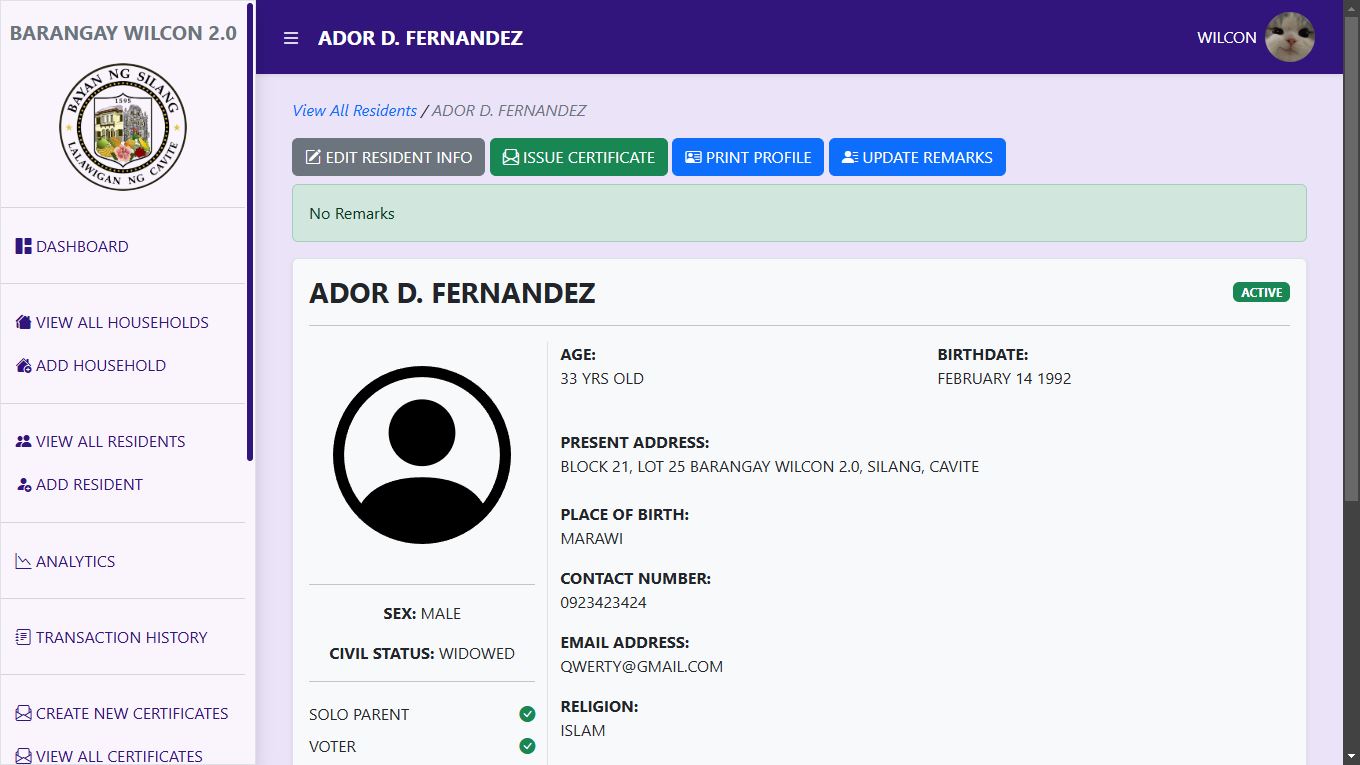 BARANGAY WILCON 2.0
BAYAN NG SILANG
1595
LALAWIGAN NG CAVITE
DASHBOARD
VIEW ALL HOUSEHOLDS
ADD HOUSEHOLD
VIEW ALL RESIDENTS
ADD RESIDENT
ANALYTICS
TRANSACTION HISTORY
CREATE NEW CERTIFICATES
VIEW ALL CERTIFICATES
ADOR D. FERNANDEZ
WILCON
View All Residents / ADOR D. FERNANDEZ
EDIT RESIDENT INFO ISSUE CERTIFICATE PRINT PROFILE UPDATE REMARKS
No Remarks
ADOR D. FERNANDEZ
ACTIVE
SEX: MALE
CIVIL STATUS: WIDOWED
SOLO PARENT
VOTER
AGE:
33 YRS OLD
BIRTHDATE:
FEBRUARY 14 1992
PRESENT ADDRESS:
BLOCK 21, LOT 25 BARANGAY WILCON 2.0, SILANG, CAVITE
PLACE OF BIRTH:
MARAWI
CONTACT NUMBER:
0923423424
EMAIL ADDRESS:
QWERTY@GMAIL.COM
RELIGION:
ISLAM